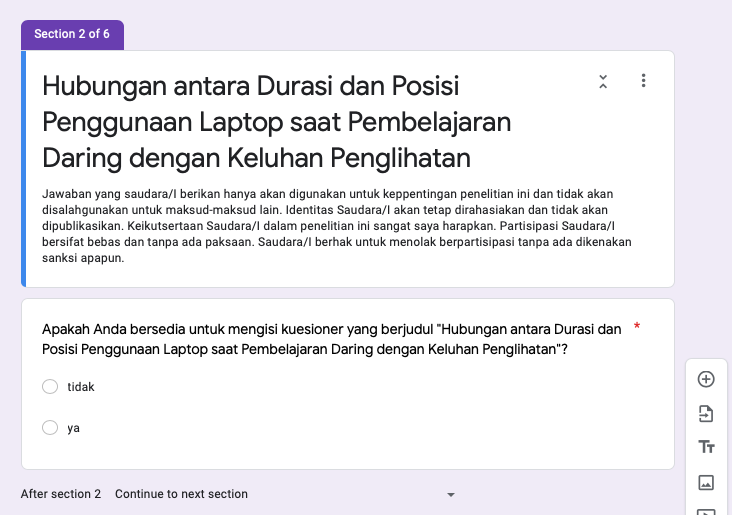 Section 2 of 6
Hubungan antara Durasi dan Posisi
Penggunaan Laptop saat Pembelajaran
Daring dengan Keluhan Penglihatan
Jawaban yang saudara/I berikan hanya akan digunakan untuk keppentingan penelitian ini dan tidak akan
disalahgunakan untuk maksud-maksud lain. Identitas Saudara/I akan tetap dirahasiakan dan tidak akan
dipublikasikan. Keikutsertaan Saudara/I dalam penelitian ini sangat saya harapkan. Partisipasi Saudara/I
bersifat bebas dan tanpa ada paksaan. Saudara/I berhak untuk menolak berpartisipasi tanpa ada dikenakan
sanksi apapun.
Apakah Anda bersedia untuk mengisi kuesioner yang berjudul "Hubungan antara Durasi dan *
Posisi Penggunaan Laptop saat Pembelajaran Daring dengan Keluhan Penglihatan"?
tidak
ya
After section 2 Continue to next section